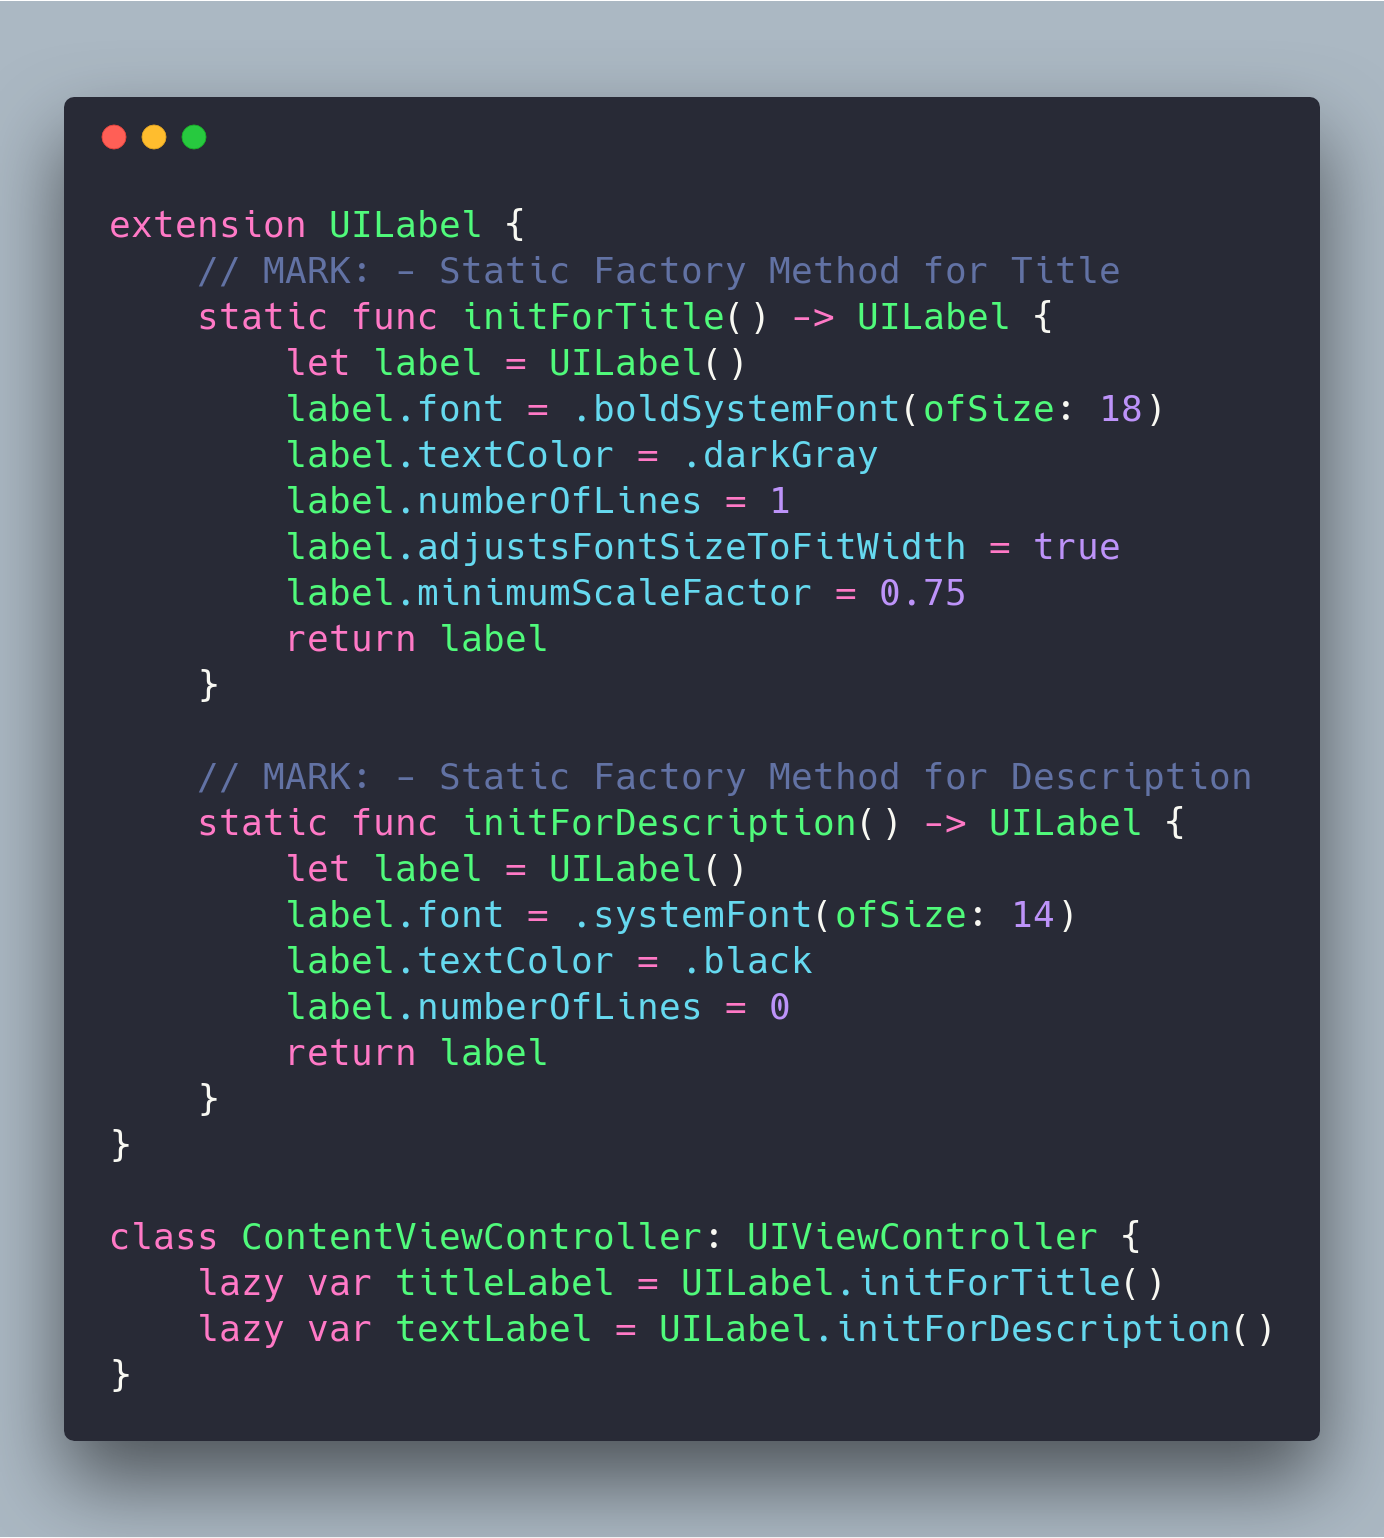 extension UILabel {
    // MARK: - Static Factory Method for Title
    static func initForTitle() -> UILabel {
        let label = UILabel()
        label.font = .boldSystemFont(ofSize: 18)
        label.textColor = .darkGray
        label.numberOfLines = 1
        label.adjustsFontSizeToFitWidth = true
        label.minimumScaleFactor = 0.75
        return label
    }

    // MARK: - Static Factory Method for Description
    static func initForDescription() -> UILabel {
        let label = UILabel()
        label.font = .systemFont(ofSize: 14)
        label.textColor = .black
        label.numberOfLines = 0
        return label
    }
}

class ContentViewController: UIViewController {
    lazy var titleLabel = UILabel.initForTitle()
    lazy var textLabel = UILabel.initForDescription()
}